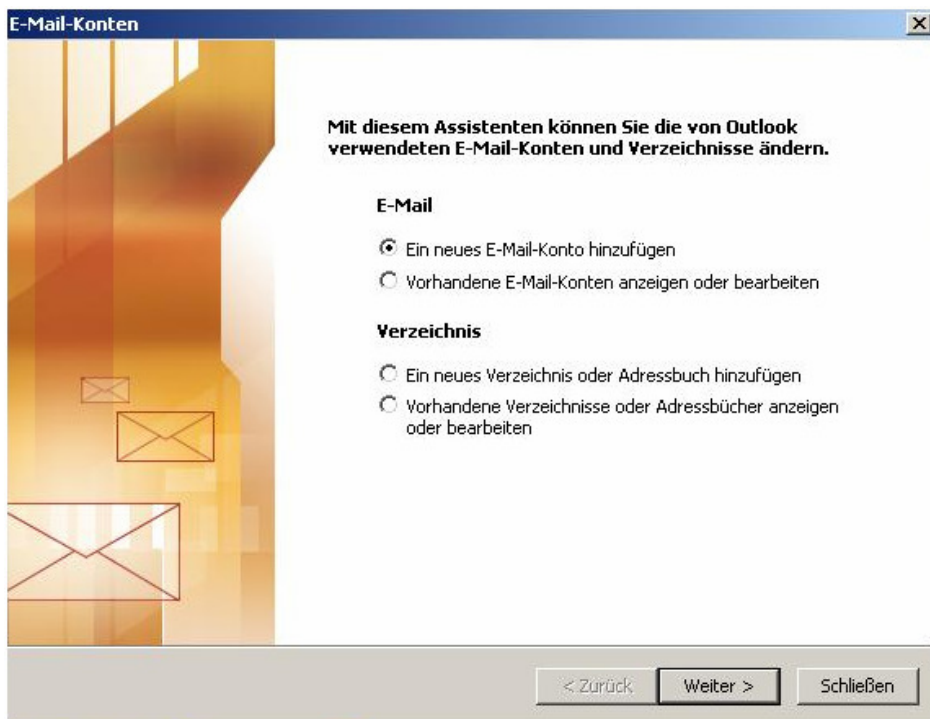 E-Mail-Konten
Mit diesem Assistenten können Sie die von Outlook
verwendeten E-Mail-Konten und Verzeichnisse ändern.
E-Mail
Ein neues E-Mail-Konto hinzufügen
Vorhandene E-Mail-Konten anzeigen oder bearbeiten
Verzeichnis
Ein neues Verzeichnis oder Adressbuch hinzufügen
Vorhandene Verzeichnisse oder Adressbücher anzeigen
oder bearbeiten
< Zurück Weiter > Schließen